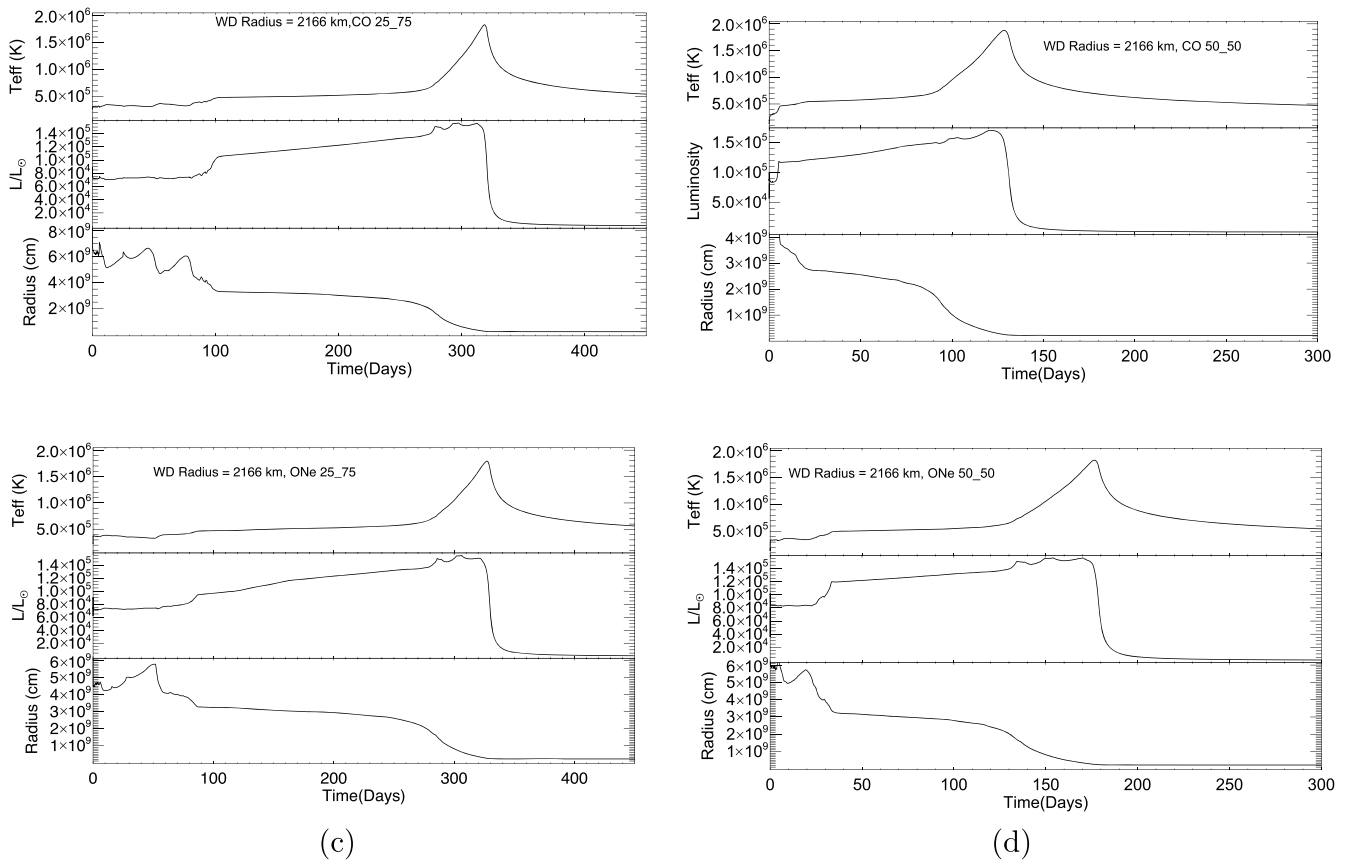 WD Radius = 2166 km,CO 25_75
Teff (K)
2.0×10⁶
1.5×10⁶
1.0×10⁶
5.0×10⁵
L/L☉
1.4×10⁵
1.2×10⁵
1.0×10⁵
8.0×10⁴
6.0×10⁴
4.0×10⁴
2.0×10⁴
Radius (cm)
8×10⁹
6×10⁹
4×10⁹
2×10⁹
0 100 200 300 400
Time(Days)
WD Radius = 2166 km, CO 50_50
Teff (K)
2.0×10⁶
1.5×10⁶
1.0×10⁶
5.0×10⁵
Luminosity
1.5×10⁵
1.0×10⁵
5.0×10⁴
Radius (cm)
4×10⁹
3×10⁹
2×10⁹
1×10⁹
0 50 100 150 200 250 300
Time(Days)
WD Radius = 2166 km, ONe 25_75
Teff (K)
2.0×10⁶
1.5×10⁶
1.0×10⁶
5.0×10⁵
L/L☉
1.4×10⁵
1.2×10⁵
1.0×10⁵
8.0×10⁴
6.0×10⁴
4.0×10⁴
2.0×10⁴
Radius (cm)
6×10⁹
5×10⁹
4×10⁹
3×10⁹
2×10⁹
1×10⁹
0 100 200 300 400
Time(Days)
(c)
WD Radius = 2166 km, ONe 50_50
Teff (K)
2.0×10⁶
1.5×10⁶
1.0×10⁶
5.0×10⁵
L/L☉
1.4×10⁵
1.2×10⁵
1.0×10⁵
8.0×10⁴
6.0×10⁴
4.0×10⁴
2.0×10⁴
Radius (cm)
6×10⁹
5×10⁹
4×10⁹
3×10⁹
2×10⁹
1×10⁹
0 50 100 150 200 250 300
Time(Days)
(d)